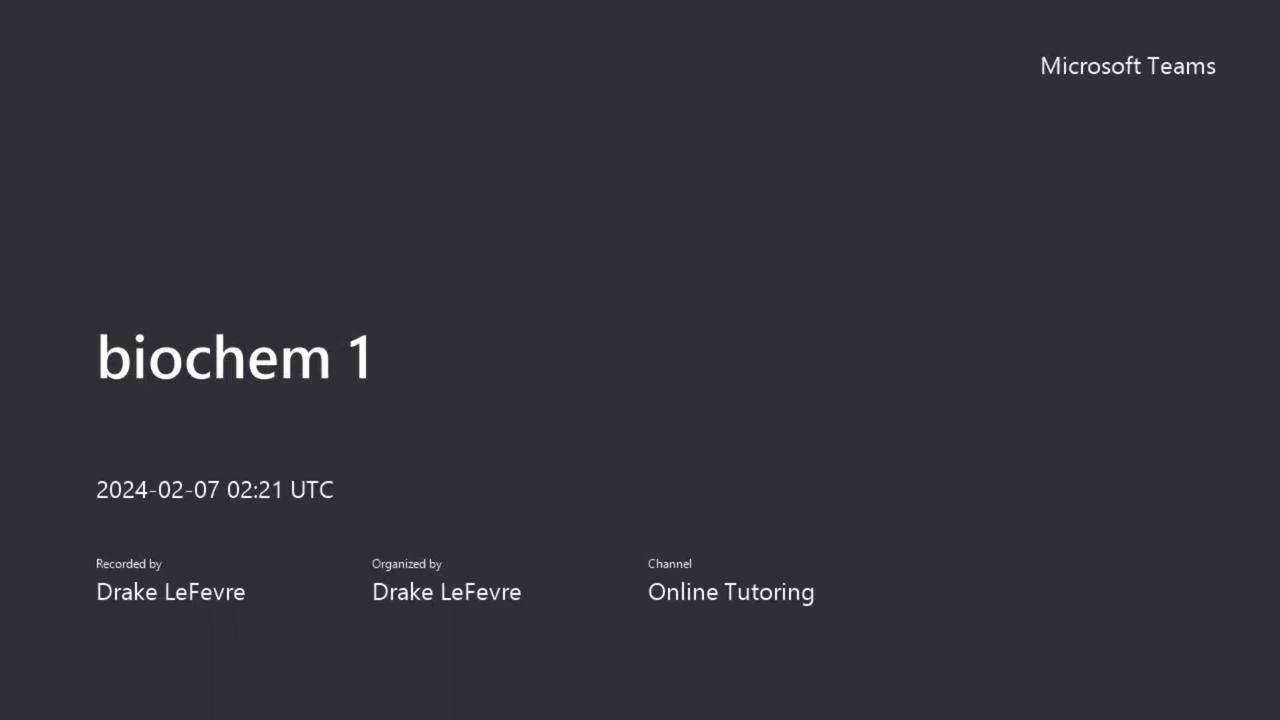 Microsoft Teams
biochem 1
2024-02-07 02:21 UTC
Recorded by
Drake LeFevre
Organized by
Drake LeFevre
Channel
Online Tutoring